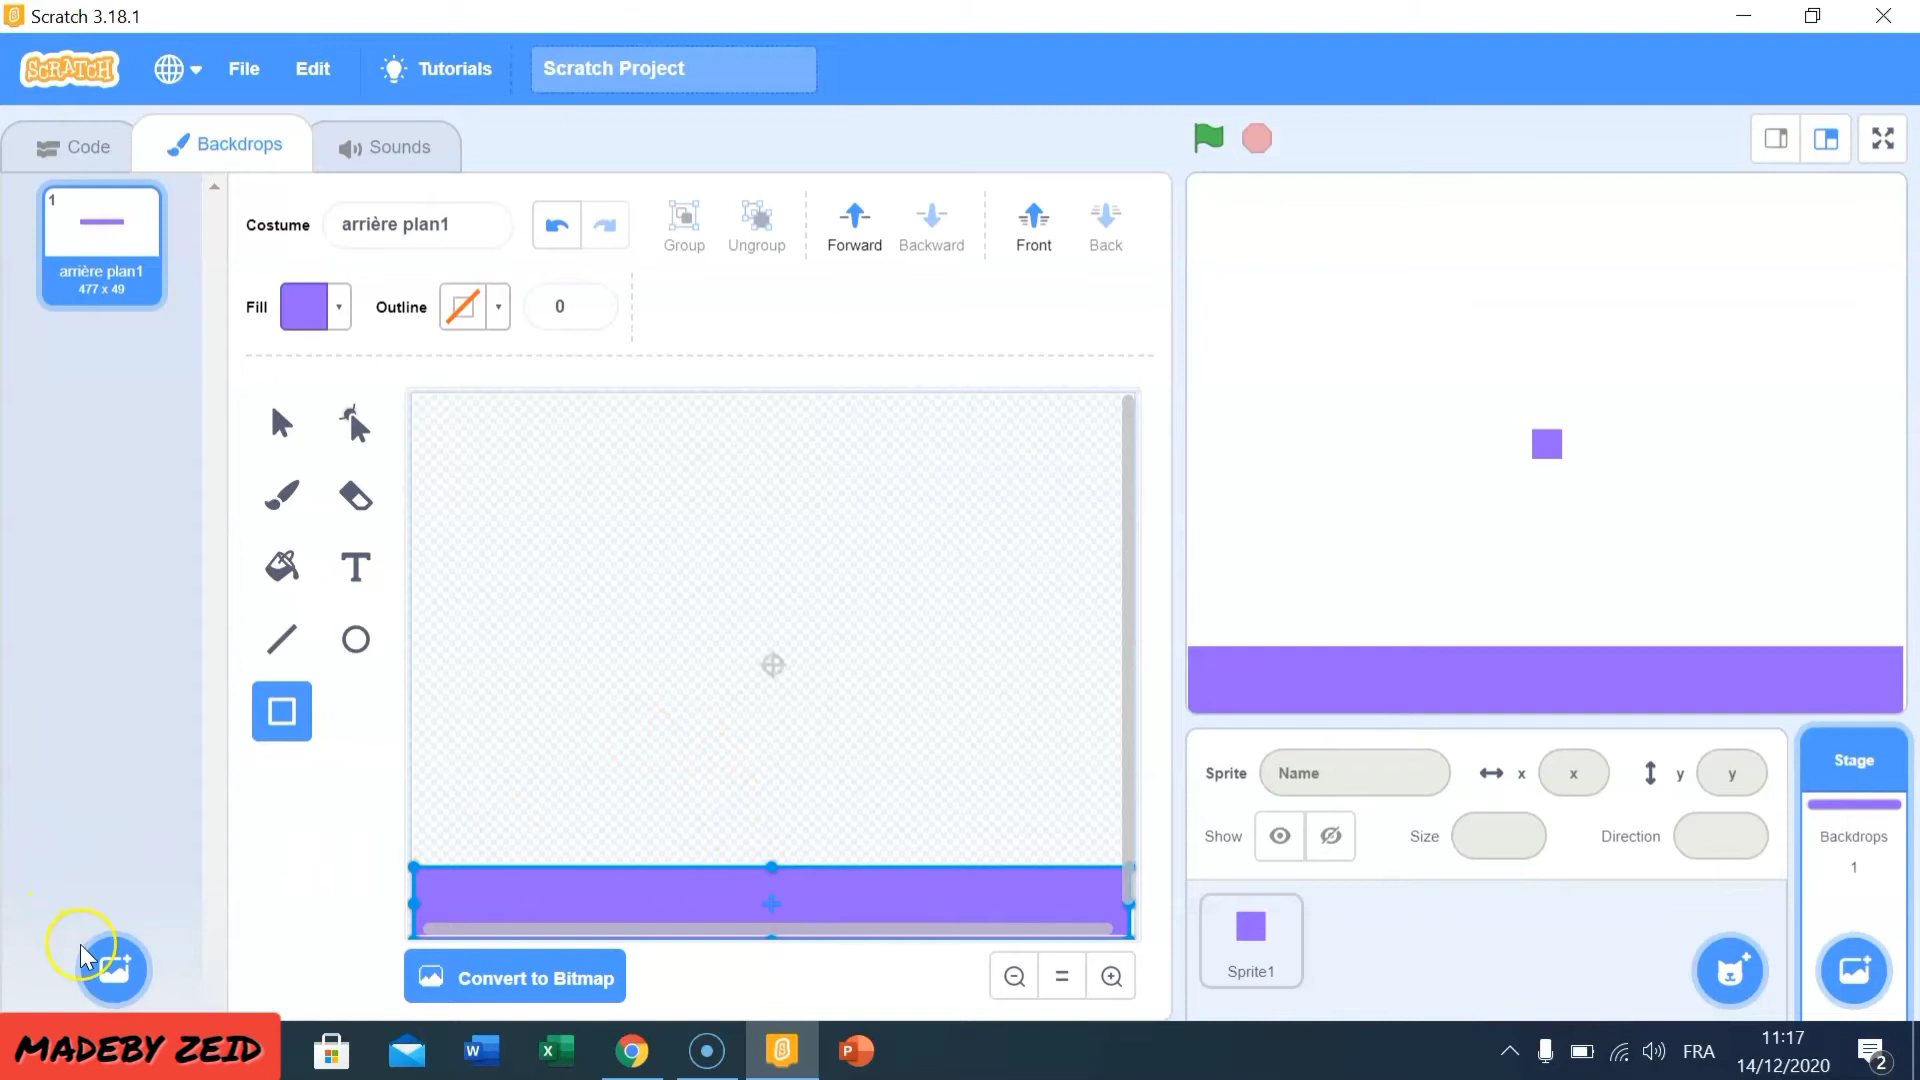 Scratch 3.18.1
SCRATCH
File
Edit
Tutorials
Scratch Project
Code
Backdrops
Sounds
1
arrière plan1
477 x 49
Costume
arrière plan1
Group
Ungroup
Forward
Backward
Front
Back
Fill
Outline
0
Convert to Bitmap
Sprite
Name
x
x
y
y
Show
Size
Direction
Sprite1
Stage
Backdrops
1
MADEBY ZEID
FRA
11:17
14/12/2020
2